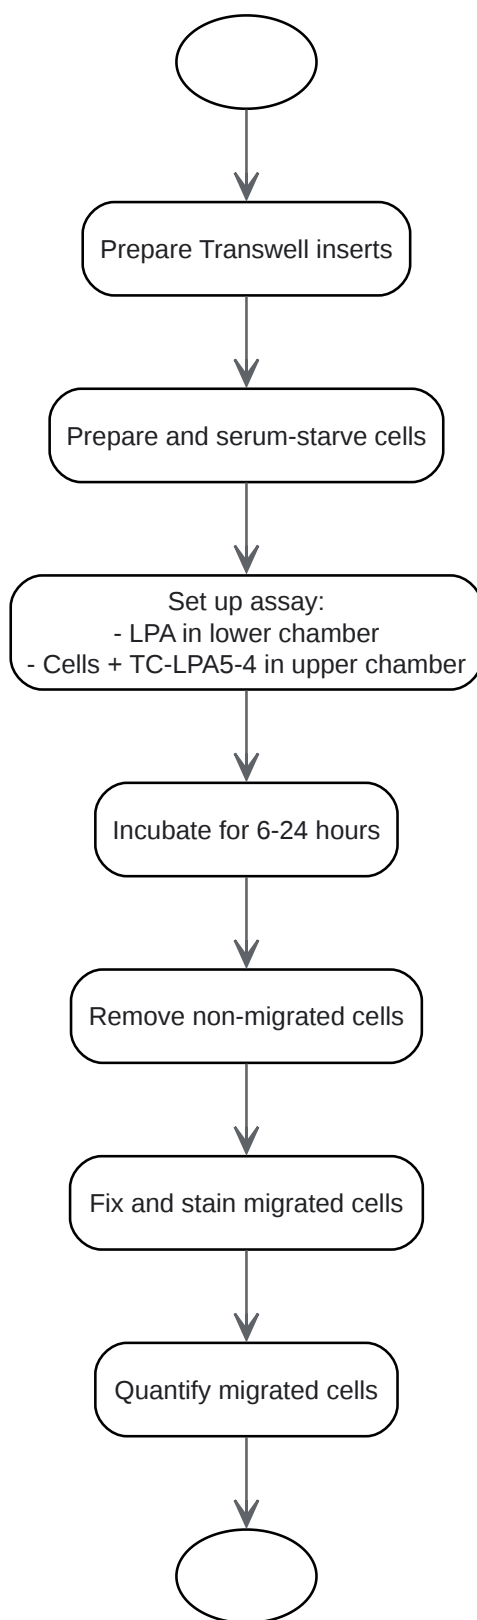 Prepare Transwell inserts
Prepare and serum-starve cells
Set up assay:
- LPA in lower chamber
- Cells + TC-LPA5-4 in upper chamber
Incubate for 6-24 hours
Remove non-migrated cells
Fix and stain migrated cells
Quantify migrated cells